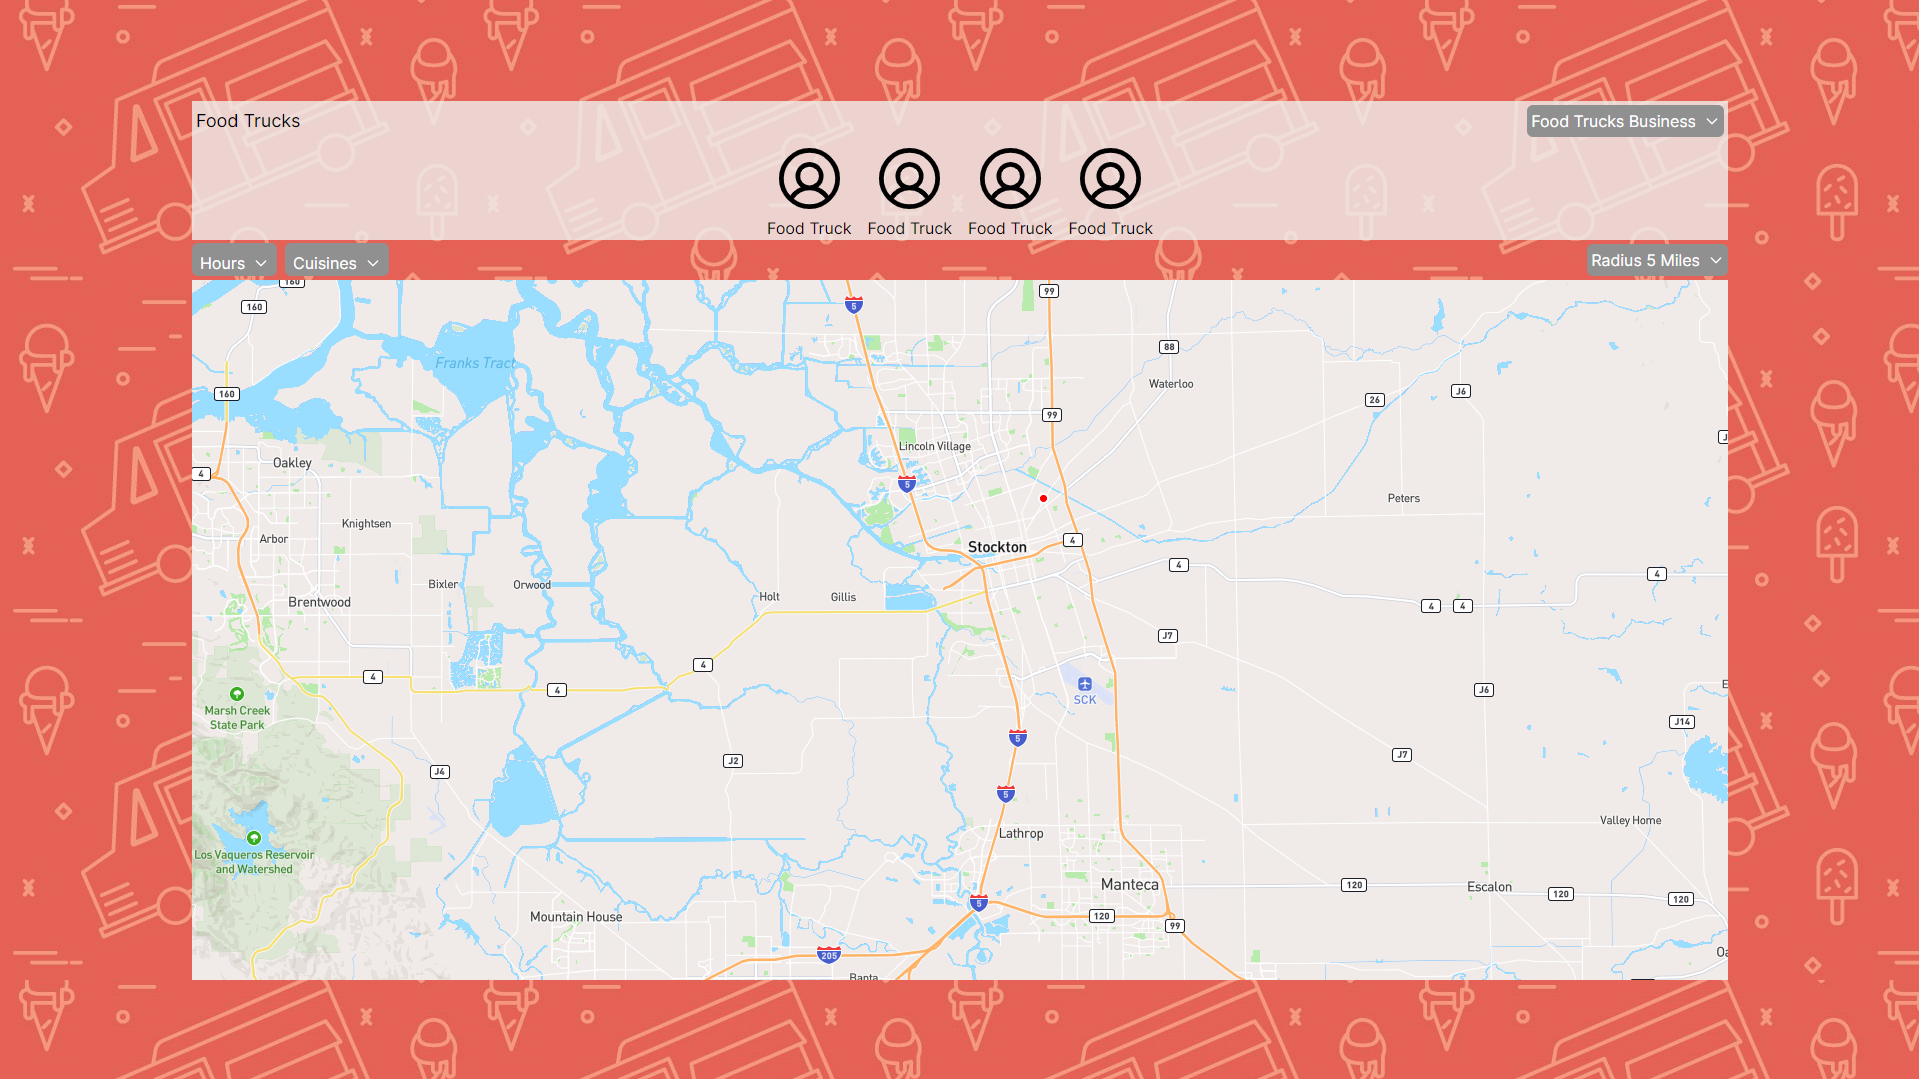 Food Trucks
Food Trucks Business
Food Truck
Food Truck
Food Truck
Food Truck
Hours
Cuisines
Radius 5 Miles
160
160
5
99
Franks Tract
88
160
Waterloo
26
J6
99
Lincoln Village
Oakley
4
5
Peters
Knightsen
Arbor
Stockton
4
4
4
Bixler
Orwood
Holt
Gillis
Brentwood
4
4
J7
4
4
4
SCK
J6
Marsh Creek
State Park
J14
5
J2
J7
J4
5
Valley Home
Lathrop
Los Vaqueros Reservoir
and Watershed
Manteca
120
Escalon
120
120
5
Mountain House
120
99
205
Banta